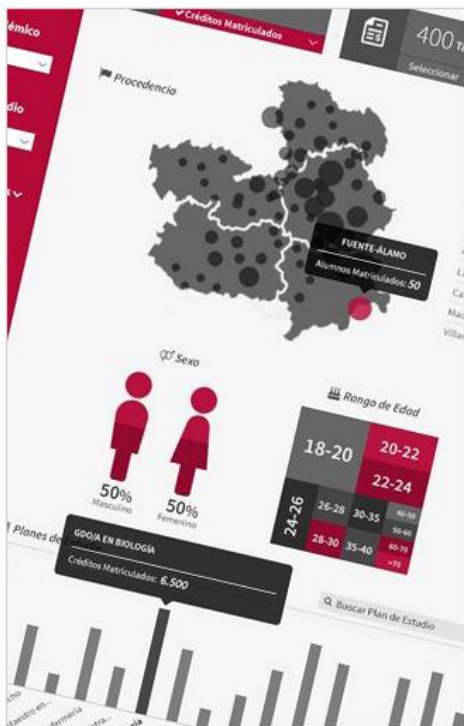 Créditos Matriculados
400
Seleccionar
Procedencia
FUENTE-ÁLAMO
Alumnos Matriculados: 50
Sexo
50%
Masculino
50%
Femenino
Rango de Edad
18-20
20-22
22-24
24-26
26-28
30-35
40-50
50-60
28-30
35-40
60-70
>70
Planes de
GDO/A EN BIOLOGÍA
Créditos Matriculados: 6.500
Buscar Plan de Estudio